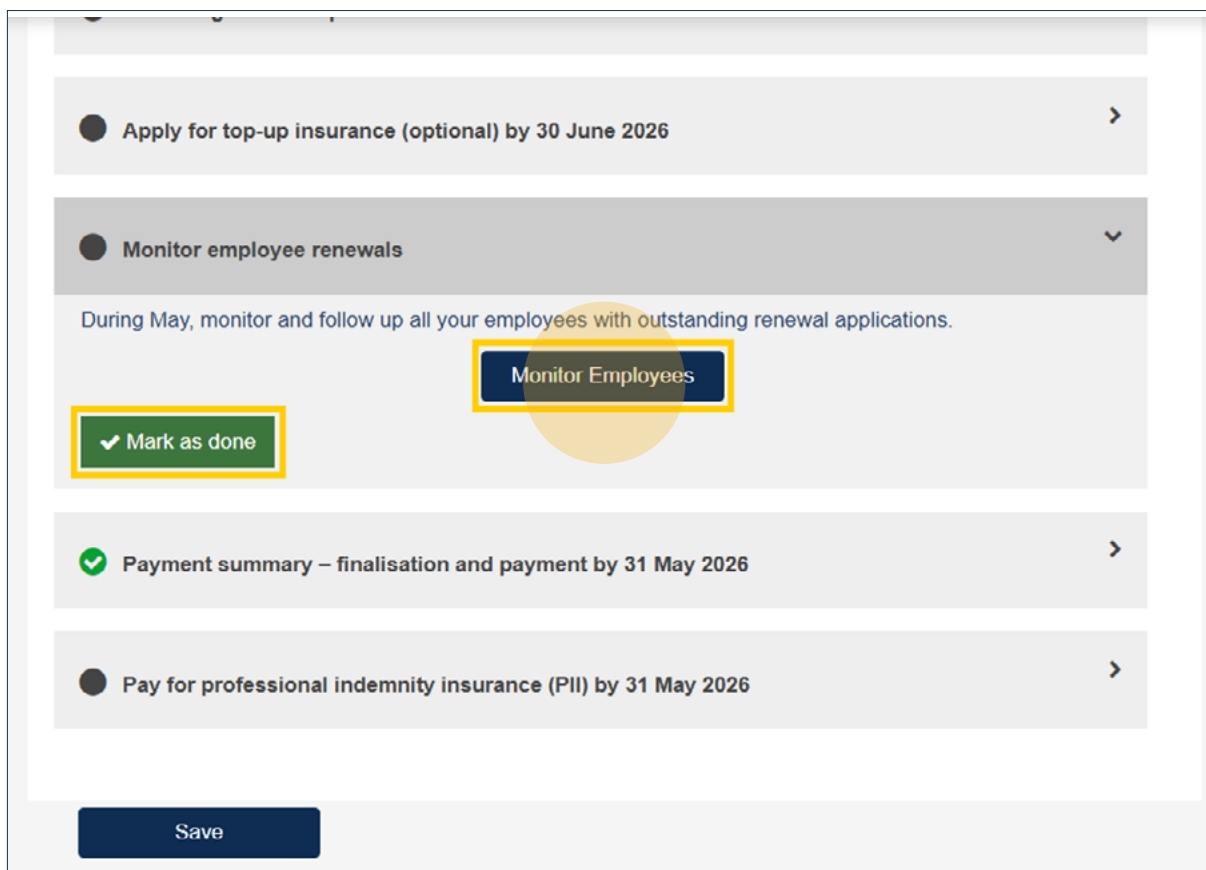 Apply for top-up insurance (optional) by 30 June 2026
Monitor employee renewals
During May, monitor and follow up all your employees with outstanding renewal applications.
Monitor Employees
Mark as done
Payment summary – finalisation and payment by 31 May 2026
Pay for professional indemnity insurance (PII) by 31 May 2026
Save